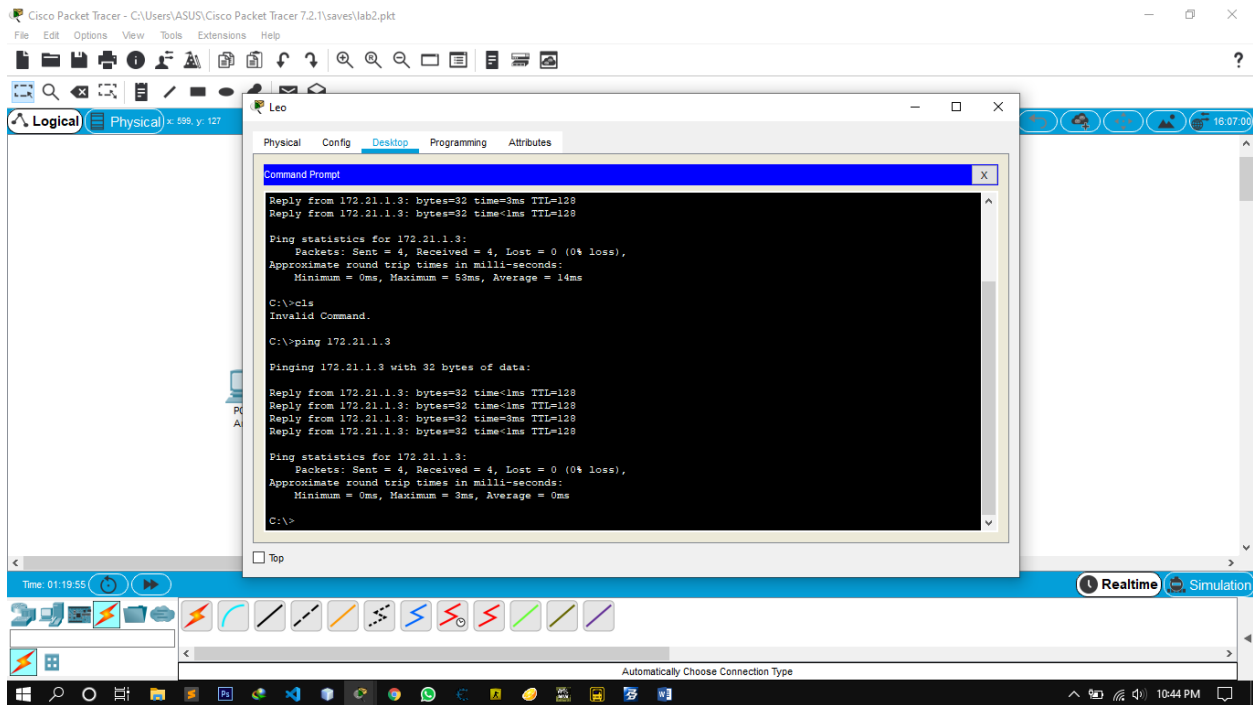 Cisco Packet Tracer - C:\Users\ASUS\Cisco Packet Tracer 7.2.1\saves\lab2.pkt
File Edit Options View Tools Extensions Help
?
Leo
Logical
Physical
x: 599, y: 127
16:07:00
Physical Config Desktop Programming Attributes
Command Prompt
X
Reply from 172.21.1.3: bytes=32 time=3ms TTL=128
Reply from 172.21.1.3: bytes=32 time<1ms TTL=128
Ping statistics for 172.21.1.3:
Packets: Sent = 4, Received = 4, Lost = 0 (0% loss),
Approximate round trip times in milli-seconds:
Minimum = 0ms, Maximum = 53ms, Average = 14ms
C:\>cls
Invalid Command.
C:\>ping 172.21.1.3
Pinging 172.21.1.3 with 32 bytes of data:
Reply from 172.21.1.3: bytes=32 time<1ms TTL=128
Reply from 172.21.1.3: bytes=32 time<1ms TTL=128
Reply from 172.21.1.3: bytes=32 time=3ms TTL=128
Reply from 172.21.1.3: bytes=32 time<1ms TTL=128
Ping statistics for 172.21.1.3:
Packets: Sent = 4, Received = 4, Lost = 0 (0% loss),
Approximate round trip times in milli-seconds:
Minimum = 0ms, Maximum = 3ms, Average = 0ms
C:\>
Top
Time: 01:19:55
Realtime
Simulation
Automatically Choose Connection Type
Ps
10:44 PM